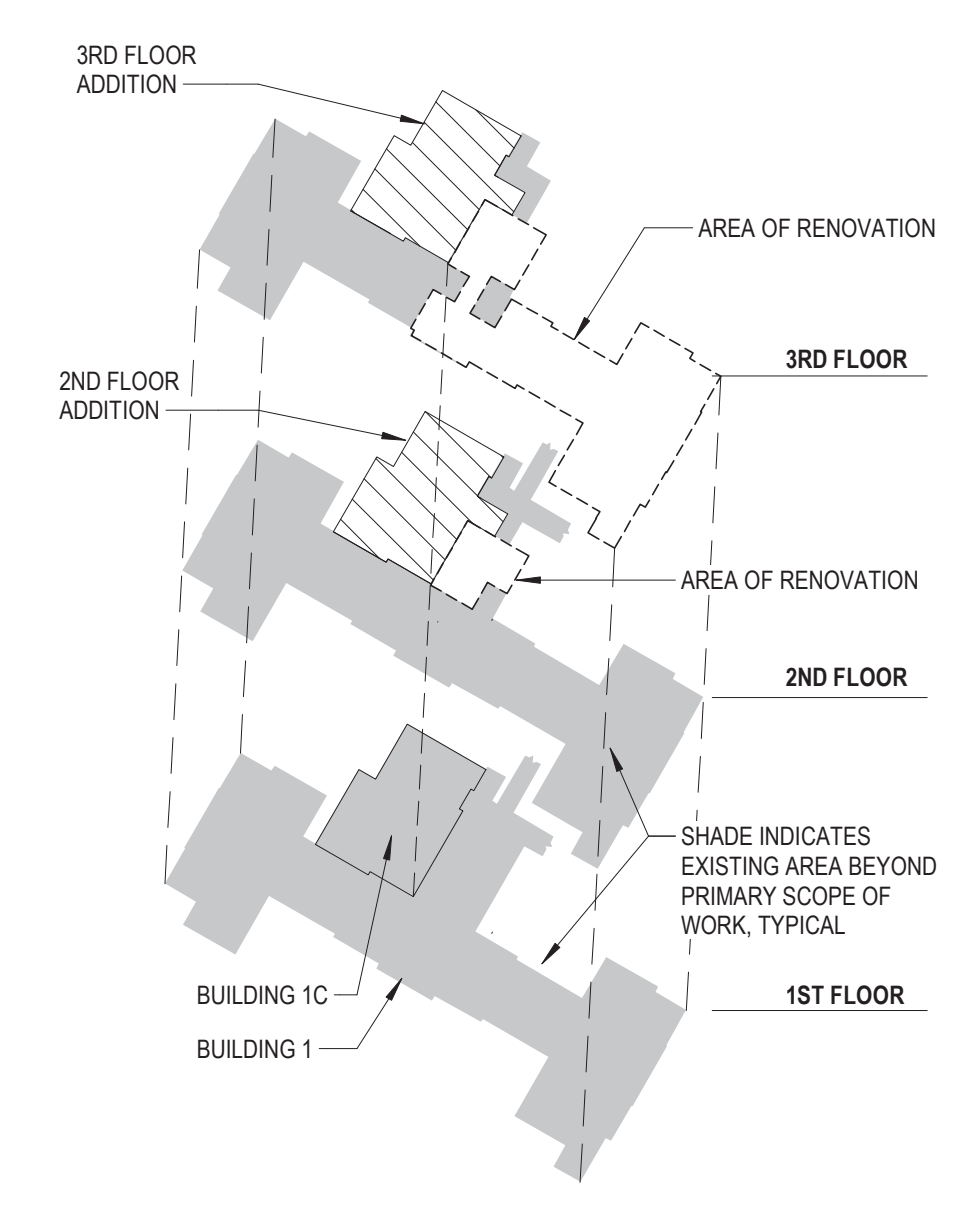 3RD FLOOR
ADDITION
AREA OF RENOVATION
3RD FLOOR
2ND FLOOR
ADDITION
AREA OF RENOVATION
2ND FLOOR
SHADE INDICATES
EXISTING AREA BEYOND
PRIMARY SCOPE OF
WORK, TYPICAL
BUILDING 1C
1ST FLOOR
BUILDING 1